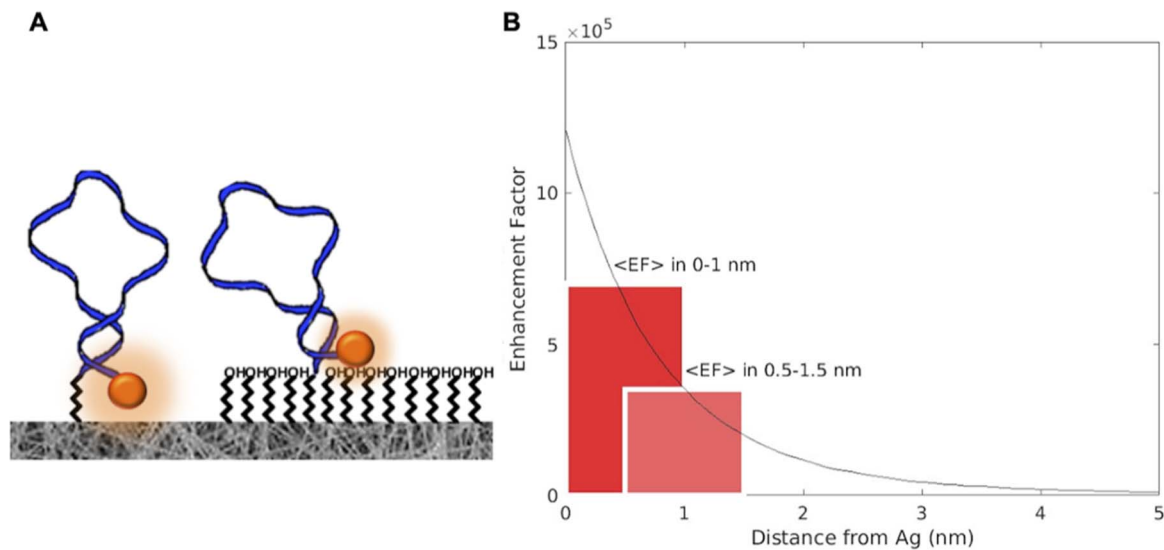 A
B
×10⁵
15
10
5
0
Enhancement Factor
<EF> in 0-1 nm
<EF> in 0.5-1.5 nm
OHOHOHOHOH OHOHOHOHOHOHOHOH
0 1 2 3 4 5
Distance from Ag (nm)